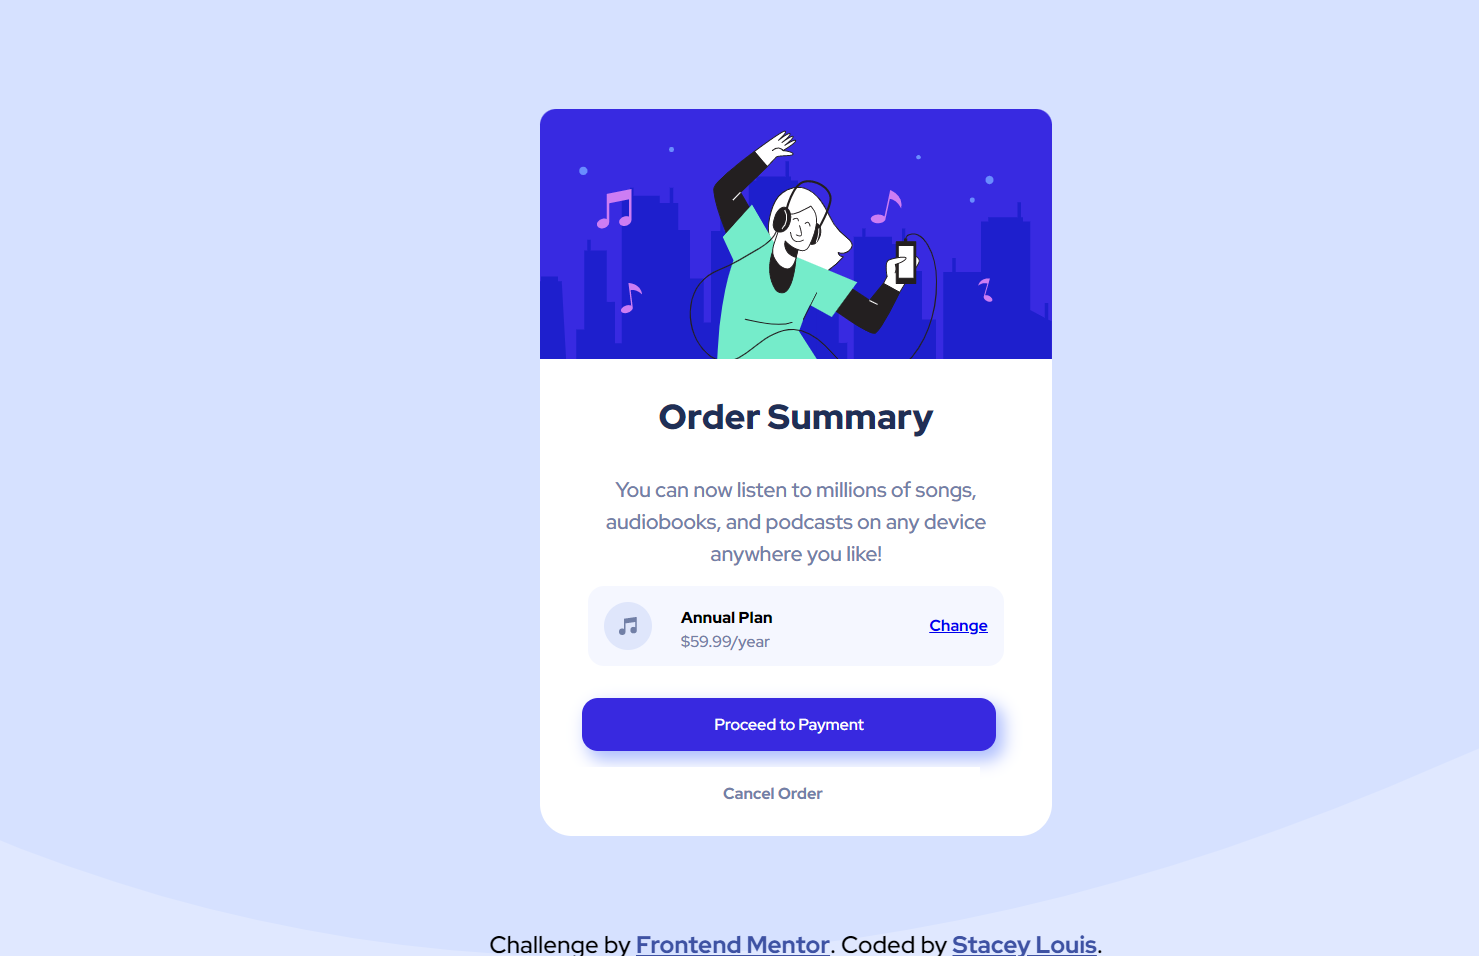 Order Summary
You can now listen to millions of songs,
audiobooks, and podcasts on any device
anywhere you like!
Annual Plan
$59.99/year
Change
Proceed to Payment
Cancel Order
Challenge by Frontend Mentor. Coded by Stacey Louis.